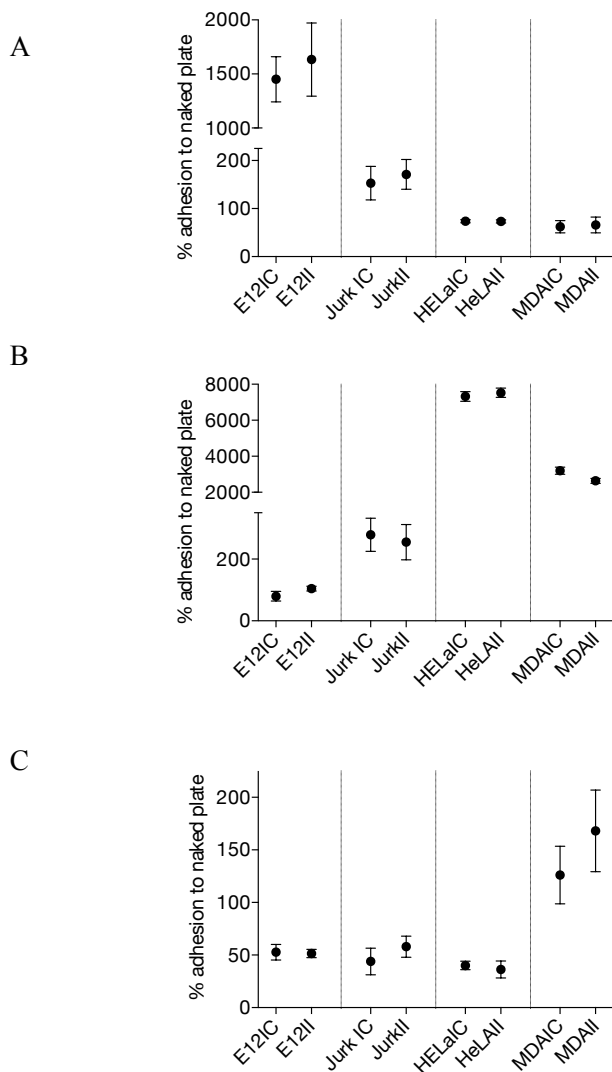 A
% adhesion to naked plate
2000
1500
1000
200
100
0
E12IC
E12II
Jurk IC
JurkII
HELaIC
HeLAII
MDAIC
MDAII
B
% adhesion to naked plate
8000
6000
4000
2000
200
0
E12IC
E12II
Jurk IC
JurkII
HELaIC
HeLAII
MDAIC
MDAII
C
% adhesion to naked plate
200
150
100
50
0
E12IC
E12II
Jurk IC
JurkII
HELaIC
HeLAII
MDAIC
MDAII